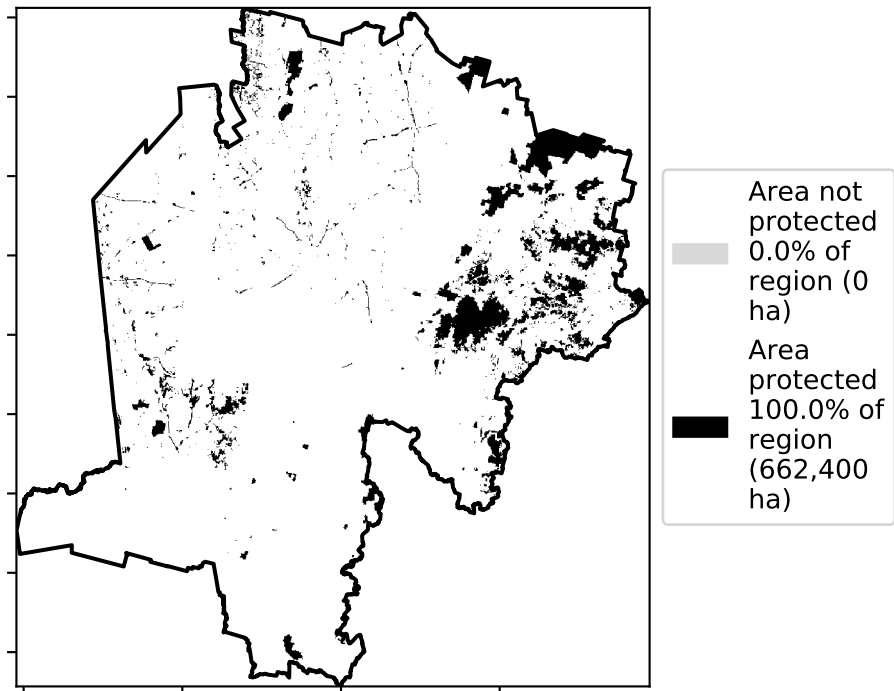 Area not
protected
0.0% of
region (0
ha)
Area
protected
100.0% of
region
(662,400
ha)